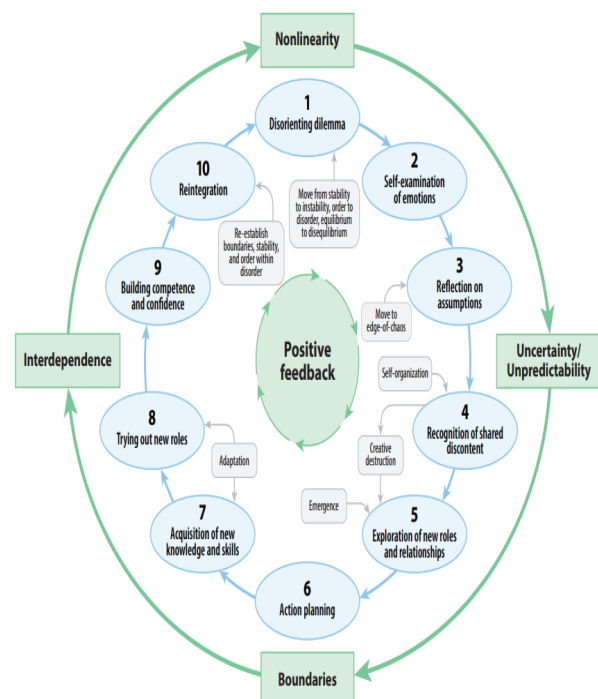 Nonlinearity
1
Disorienting dilemma
2
Self-examination
of emotions
10
Reintegration
Move from stability
to instability, order to
disorder, equilibrium
to disequilibrium
Re-establish
boundaries, stability,
and order within
disorder
3
Reflection on
assumptions
9
Building competence
and confidence
Move to
edge-of-chaos
Positive
feedback
Interdependence
Uncertainty/
Unpredictability
Self-organization
4
Recognition of shared
discontent
8
Trying out new roles
Creative
destruction
Adaptation
Emergence
5
Exploration of new roles
and relationships
7
Acquisition of new
knowledge and skills
6
Action planning
Boundaries